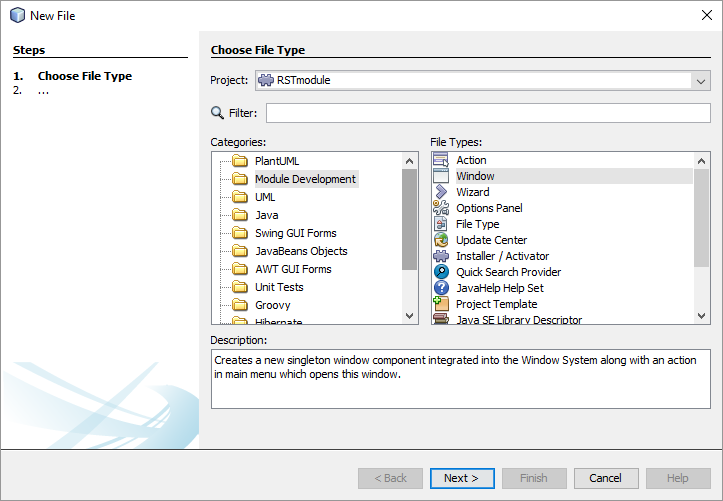 New File
Steps
1. Choose File Type
2. ...
Choose File Type
Project: RSTmodule
Filter:
Categories:
PlantUML
Module Development
UML
Java
Swing GUI Forms
JavaBeans Objects
AWT GUI Forms
Unit Tests
Groovy
Hibernate
File Types:
Action
Window
Wizard
Options Panel
File Type
Update Center
Installer / Activator
Quick Search Provider
JavaHelp Help Set
Project Template
Java SE Library Descriptor
Description:
Creates a new singleton window component integrated into the Window System along with an action
in main menu which opens this window.
< Back
Next >
Finish
Cancel
Help